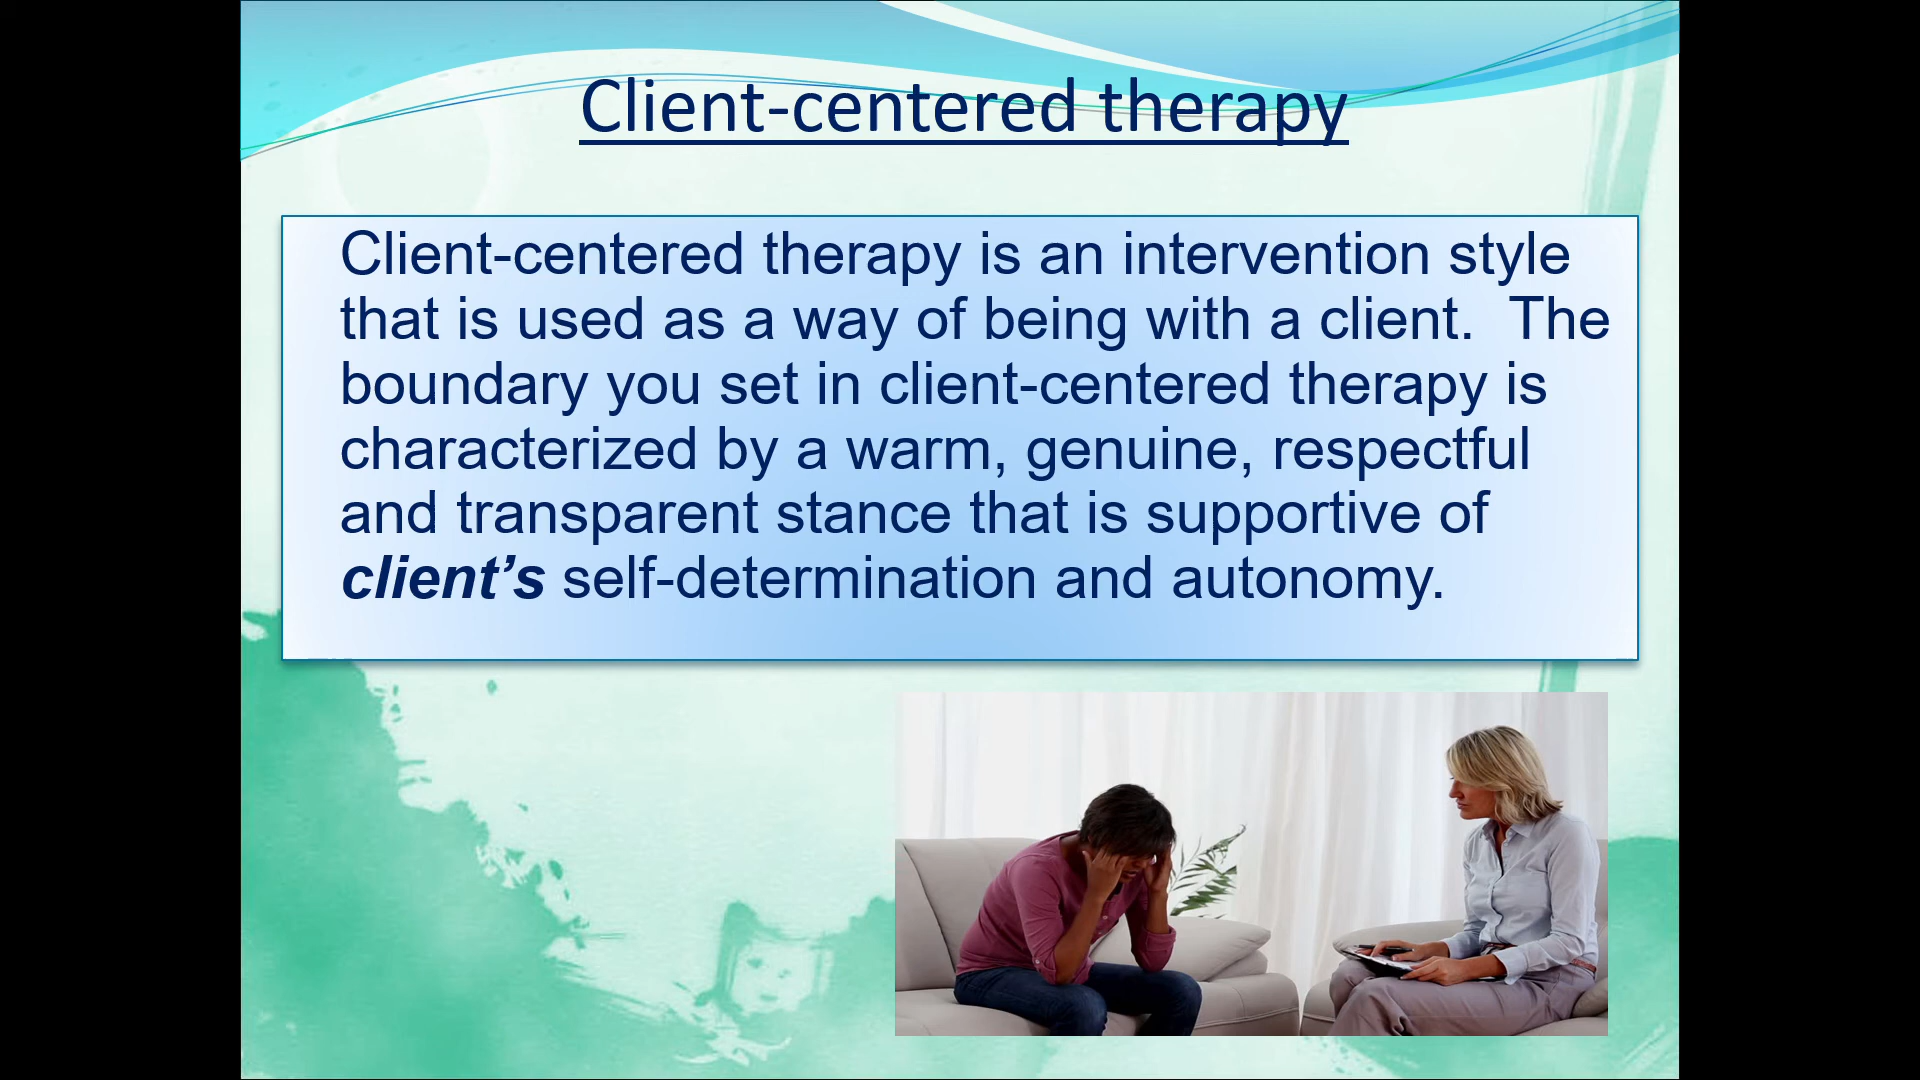 Client-centered therapy
Client-centered therapy is an intervention style
that is used as a way of being with a client.  The
boundary you set in client-centered therapy is
characterized by a warm, genuine, respectful
and transparent stance that is supportive of
client’s self-determination and autonomy.